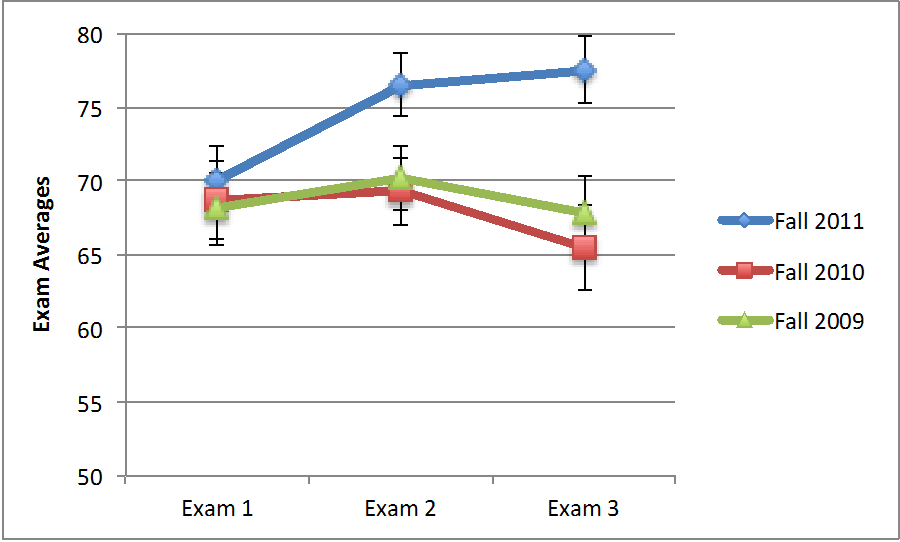 80
75
70
65
60
55
50
Exam Averages
Exam 1
Exam 2
Exam 3
Fall 2011
Fall 2010
Fall 2009